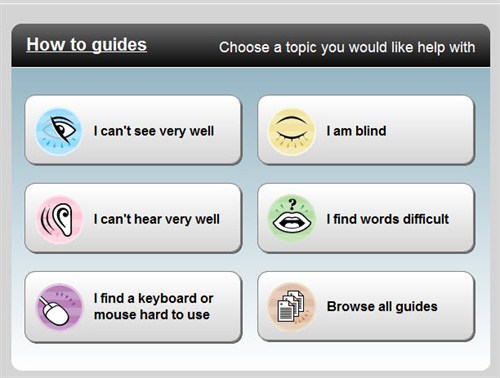 How to guides
Choose a topic you would like help with
I can't see very well
I am blind
I can't hear very well
?
I find words difficult
I find a keyboard or
mouse hard to use
Browse all guides